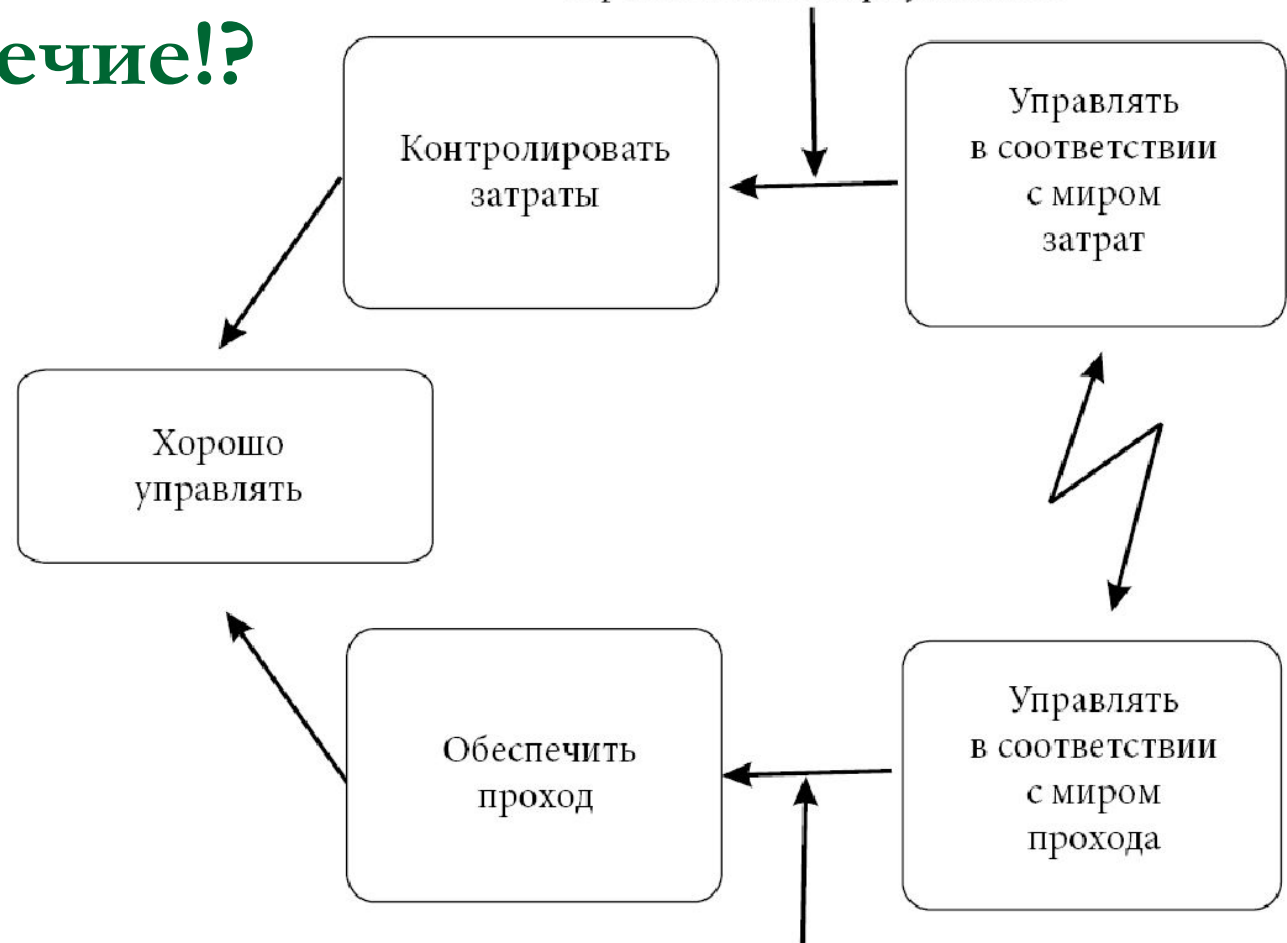 ечие!?
Контролировать
затраты
Управлять
в соответствии
с миром
затрат
Хорошо
управлять
Обеспечить
проход
Управлять
в соответствии
с миром
прохода